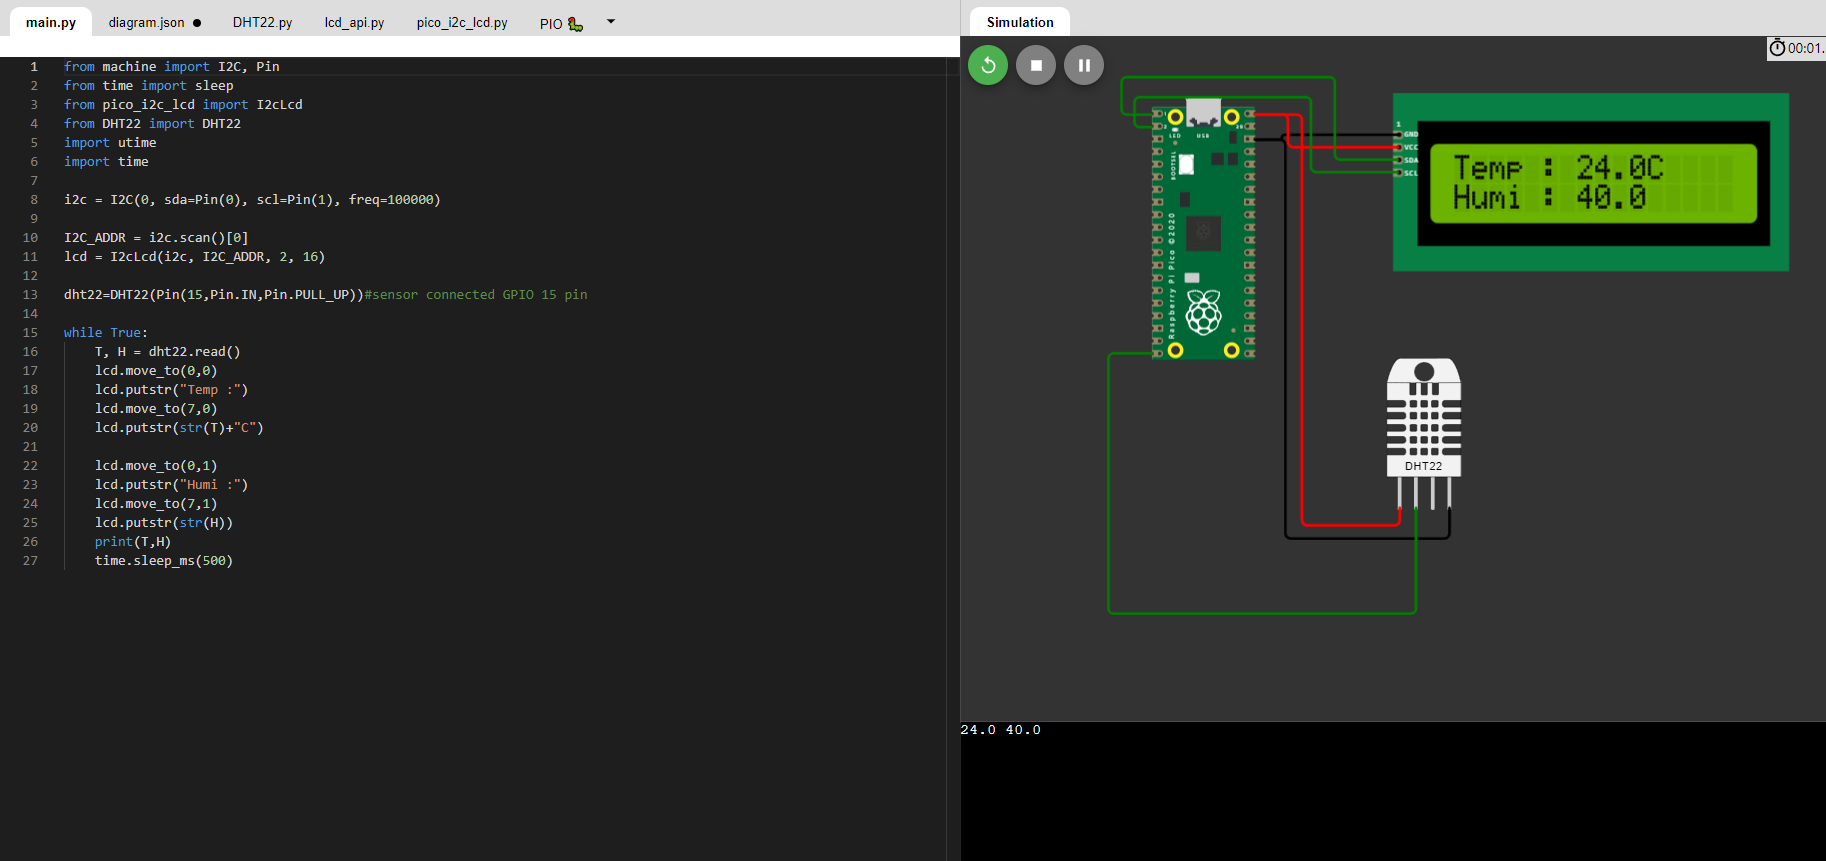 main.py diagram.json ● DHT22.py lcd_api.py pico_i2c_lcd.py PIO
Simulation
00:01.
1 from machine import I2C, Pin
2 from time import sleep
3 from pico_i2c_lcd import I2cLcd
4 from DHT22 import DHT22
5 import utime
6 import time
7
8 i2c = I2C(0, sda=Pin(0), scl=Pin(1), freq=100000)
9
10 I2C_ADDR = i2c.scan()[0]
11 lcd = I2cLcd(i2c, I2C_ADDR, 2, 16)
12
13 dht22=DHT22(Pin(15,Pin.IN,Pin.PULL_UP))#sensor connected GPIO 15 pin
14
15 while True:
16     T, H = dht22.read()
17     lcd.move_to(0,0)
18     lcd.putstr("Temp :")
19     lcd.move_to(7,0)
20     lcd.putstr(str(T)+"C")
21
22     lcd.move_to(0,1)
23     lcd.putstr("Humi :")
24     lcd.move_to(7,1)
25     lcd.putstr(str(H))
26     print(T,H)
27     time.sleep_ms(500)
LED USB
BOOTSEL
Raspberry Pi Pico ©2020
1
GND
VCC
SDA
SCL
Temp : 24.0C
Humi : 40.0
DHT22
24.0 40.0